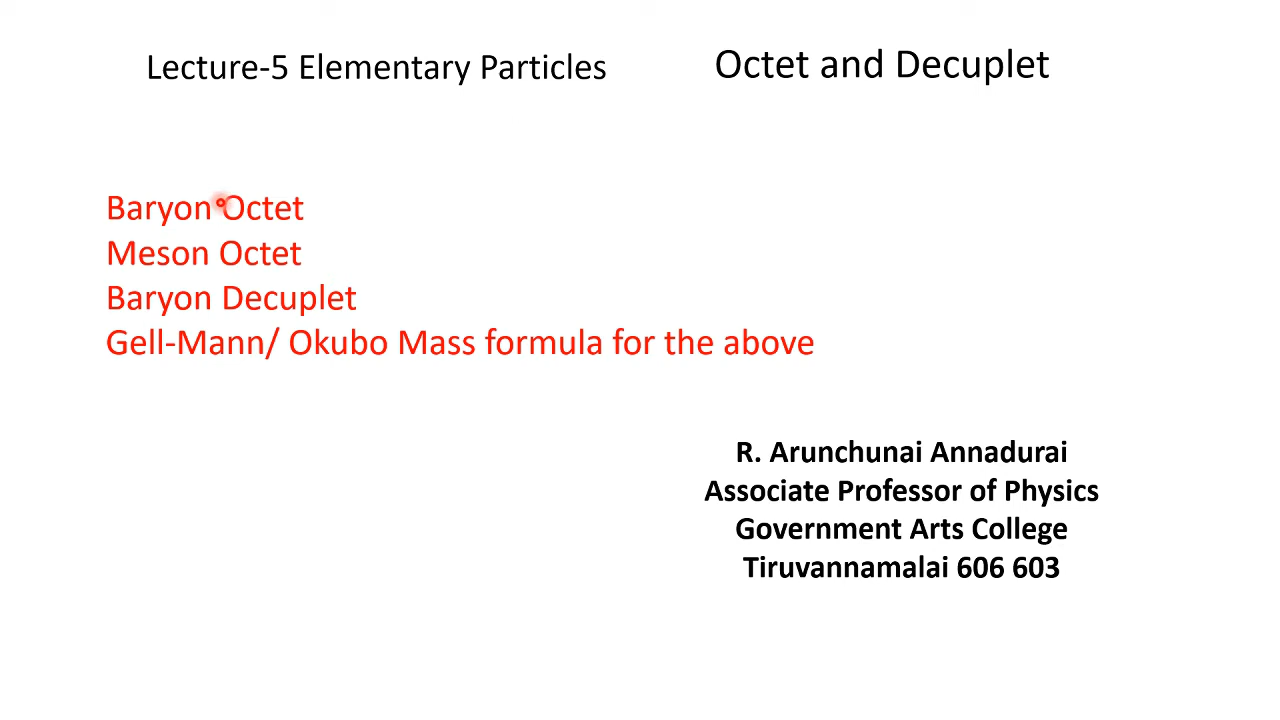 Lecture-5 Elementary Particles
Octet and Decuplet
Baryon Octet
Meson Octet
Baryon Decuplet
Gell-Mann/ Okubo Mass formula for the above
R. Arunchunai Annadurai
Associate Professor of Physics
Government Arts College
Tiruvannamalai 606 603